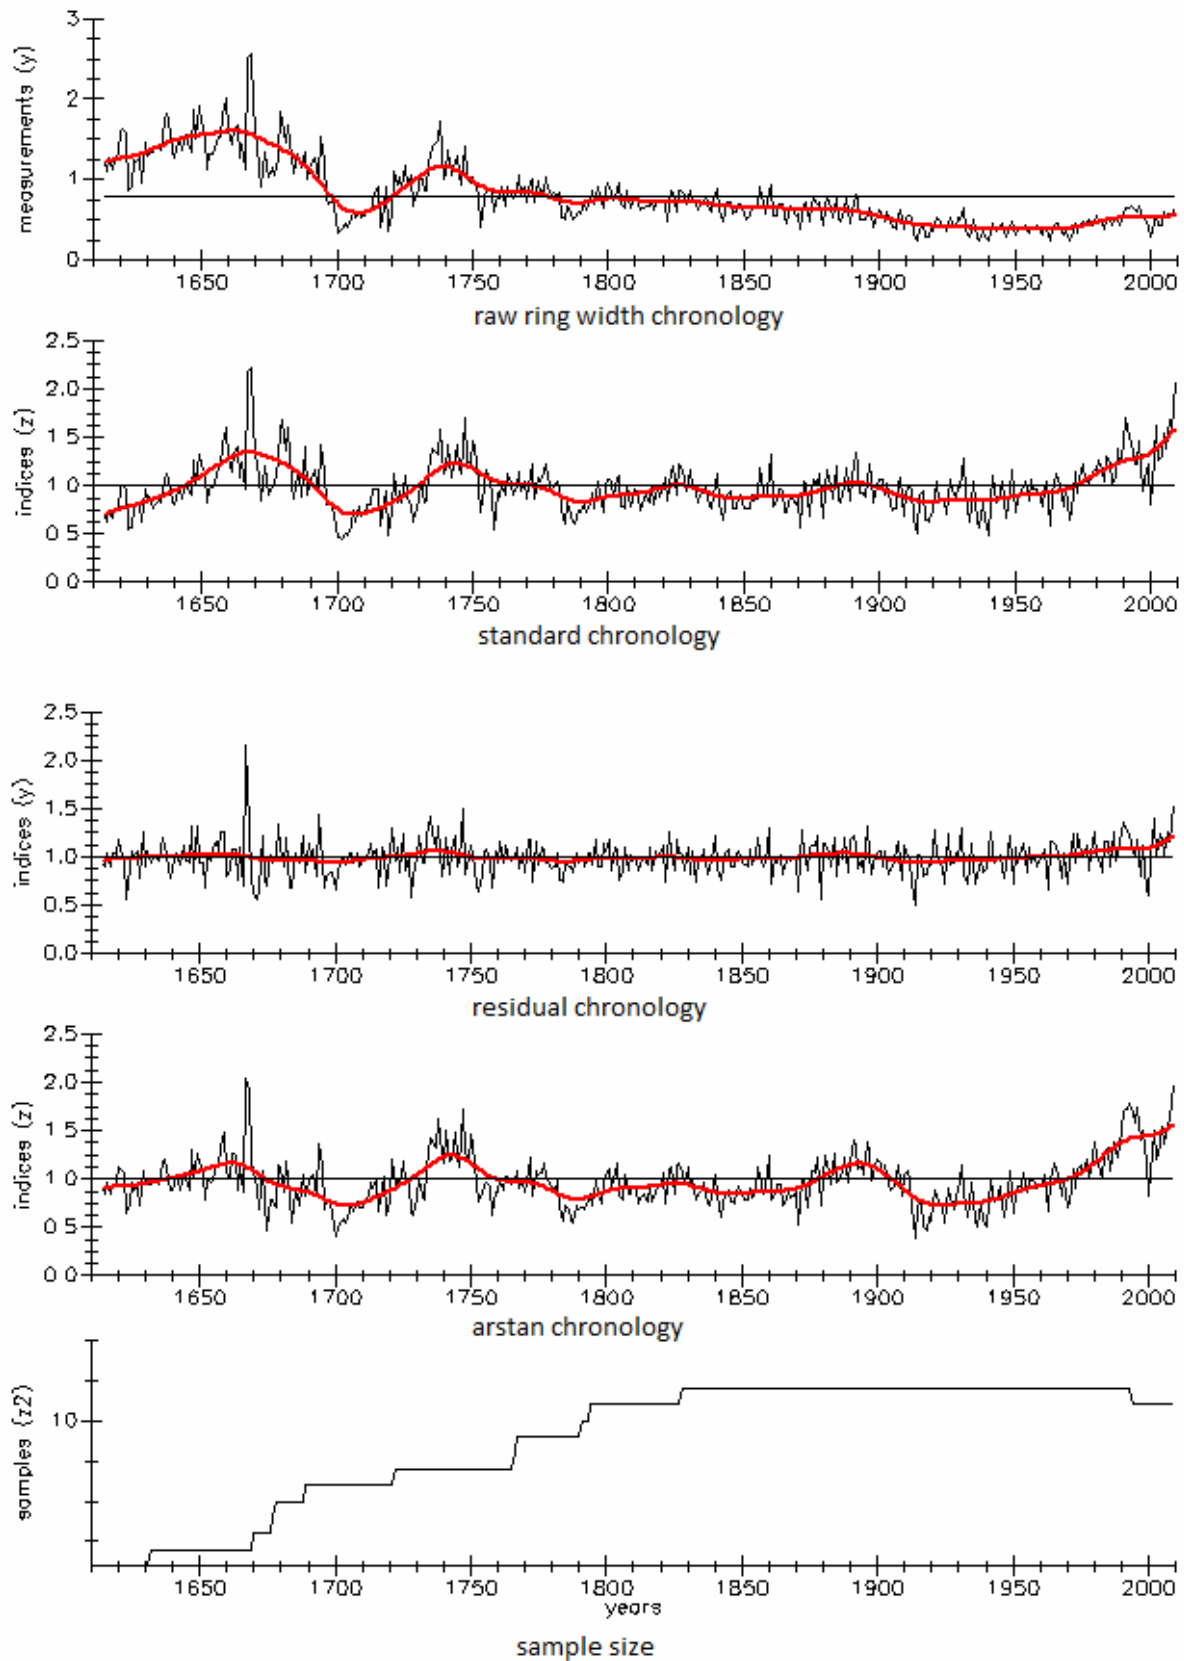 3
2
1
0
measurements (y)
1650 1700 1750 1800 1850 1900 1950 2000
raw ring width chronology
2.5
2.0
1.5
1.0
0.5
0.0
indices (z)
1650 1700 1750 1800 1850 1900 1950 2000
standard chronology
2.5
2.0
1.5
1.0
0.5
0.0
indices (y)
1650 1700 1750 1800 1850 1900 1950 2000
residual chronology
2.5
2.0
1.5
1.0
0.5
0.0
indices (z)
1650 1700 1750 1800 1850 1900 1950 2000
arstan chronology
10
samples (z2)
1650 1700 1750 1800 1850 1900 1950 2000
years
sample size